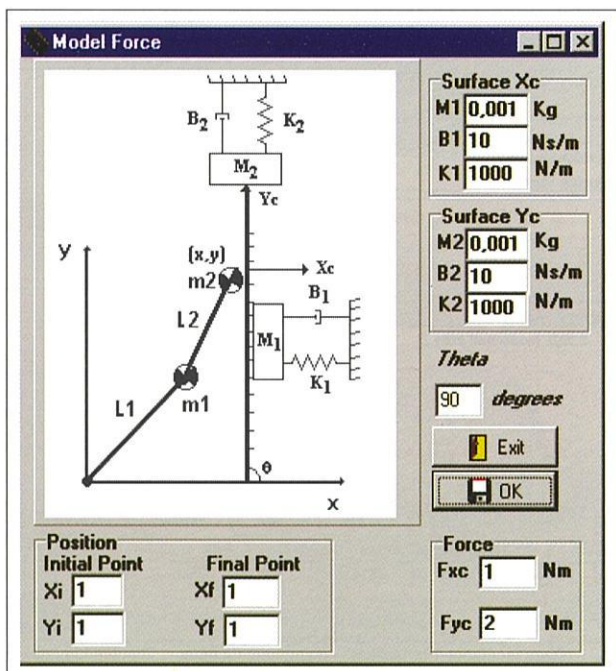 Model Force
B2
K2
M2
Yc
y
(x,y)
m2
Xc
B1
L2
M1
K1
L1
m1
θ
x
Surface Xc
M1 0,001 Kg
B1 10 Ns/m
K1 1000 N/m
Surface Yc
M2 0,001 Kg
B2 10 Ns/m
K2 1000 N/m
Theta
90 degrees
Exit
OK
Position
Initial Point Final Point
Xi 1 Xf 1
Yi 1 Yf 1
Force
Fxc 1 Nm
Fyc 2 Nm